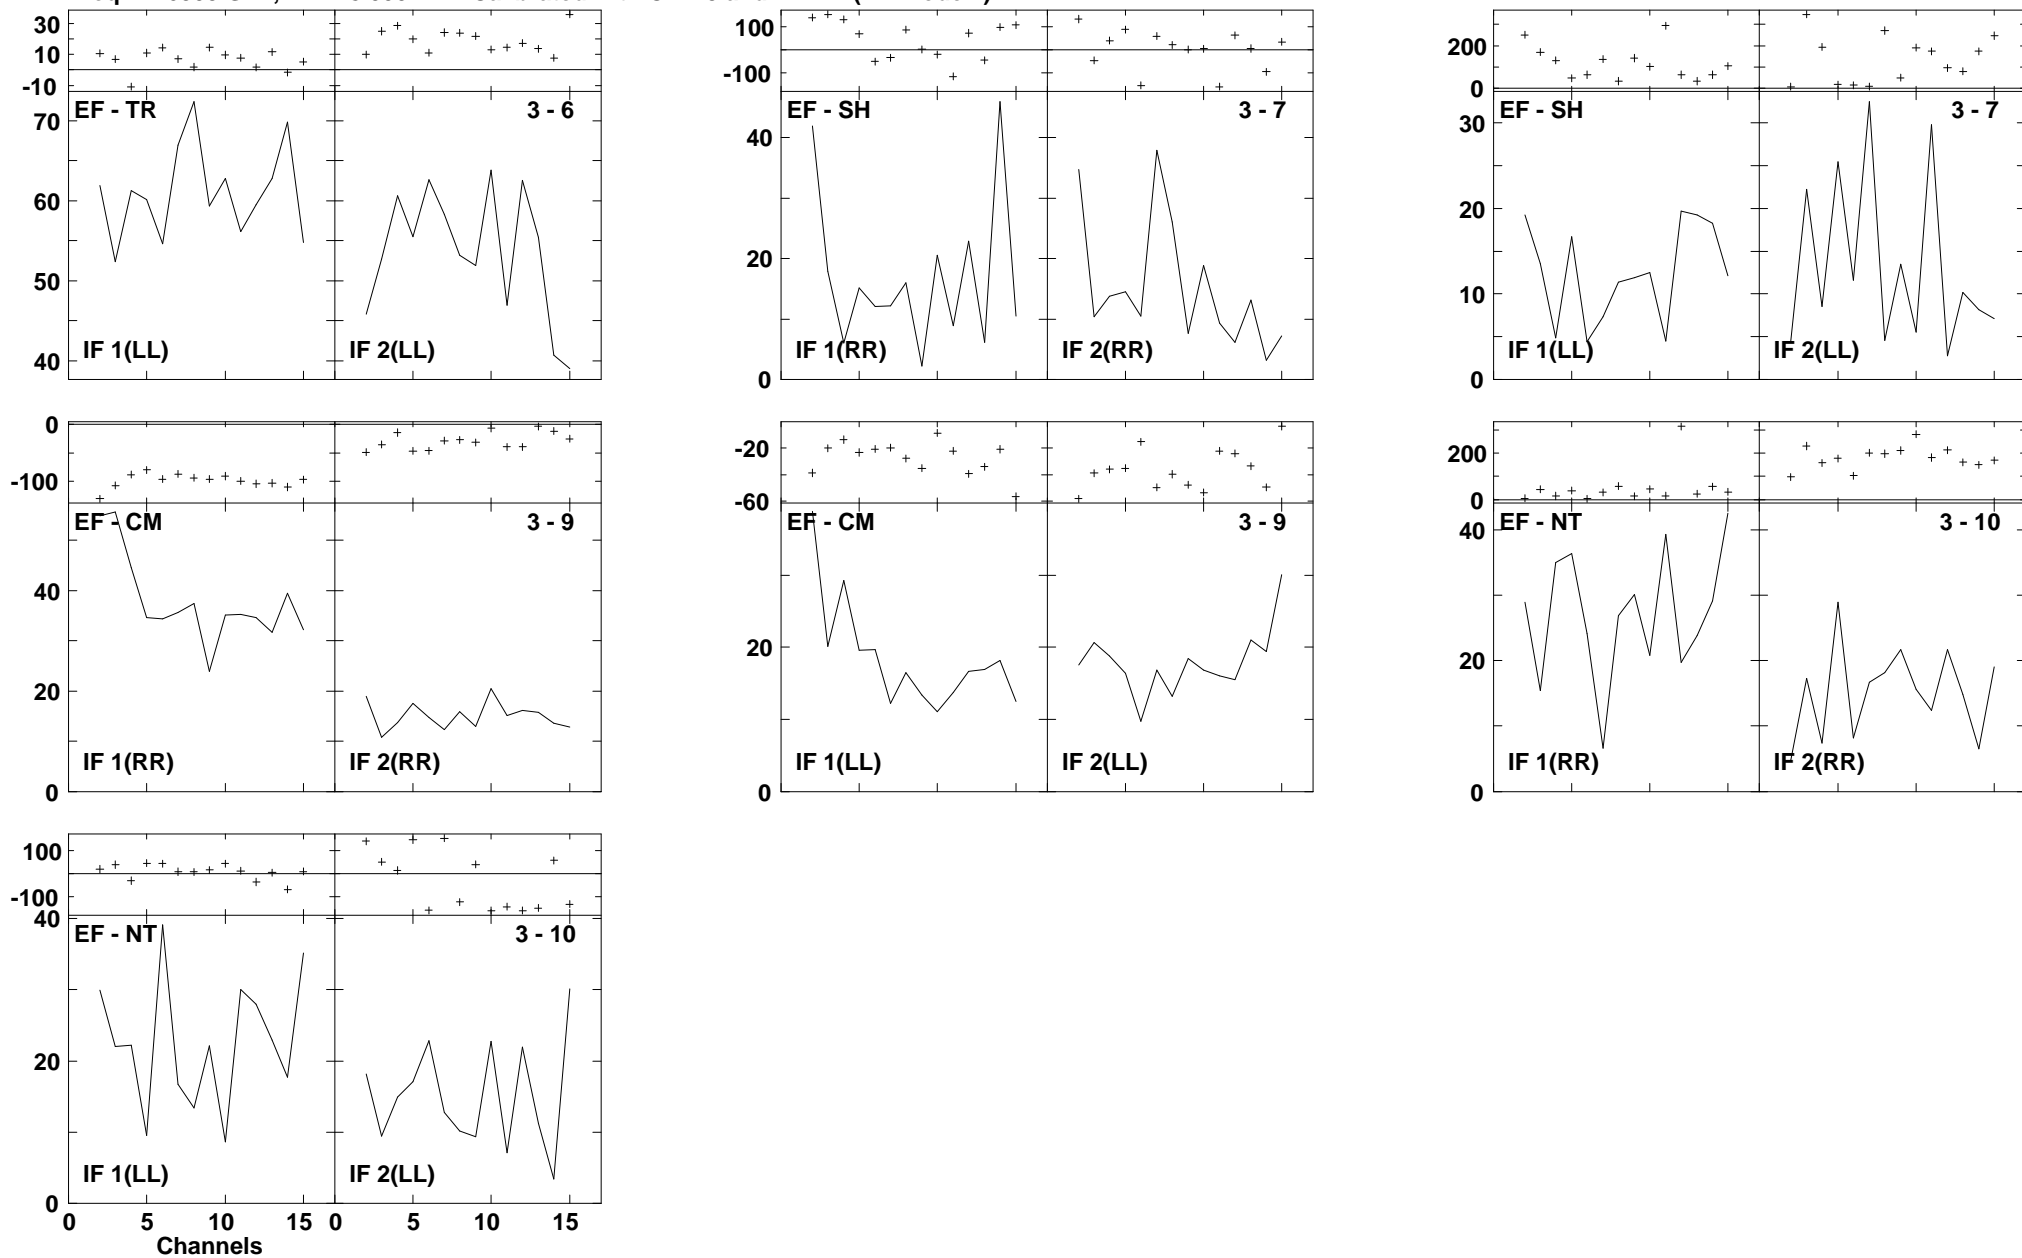 30
10
-10
EF - TR
3 - 6
70
60
50
40
IF 1(LL)
IF 2(LL)
100
-100
EF - SH
3 - 7
40
20
0
IF 1(RR)
IF 2(RR)
200
0
EF - SH
3 - 7
30
20
10
0
IF 1(LL)
IF 2(LL)
0
-100
EF - CM
3 - 9
40
20
0
IF 1(RR)
IF 2(RR)
-20
-60
EF - CM
3 - 9
20
0
IF 1(LL)
IF 2(LL)
200
0
EF - NT
3 - 10
40
20
0
IF 1(RR)
IF 2(RR)
100
-100
EF - NT
3 - 10
40
20
0
IF 1(LL)
IF 2(LL)
0 5 10 15 0 5 10 15
Channels